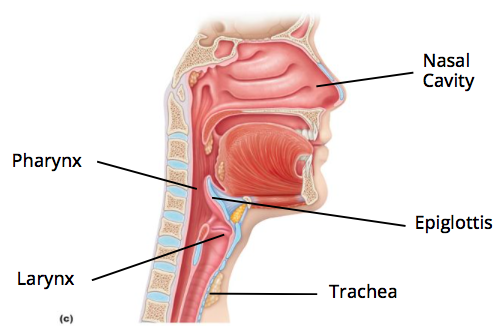 Nasal
Cavity
Pharynx
Epiglottis
Larynx
Trachea
(c)